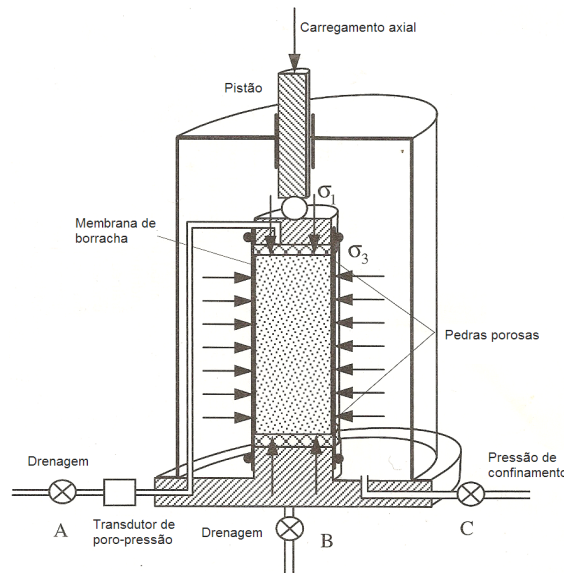 Carregamento axial
Pistão
σ1
Membrana de
borracha
σ3
Pedras porosas
Drenagem
Pressão de
confinamento
A
Transdutor de
poro-pressão
Drenagem
B
C